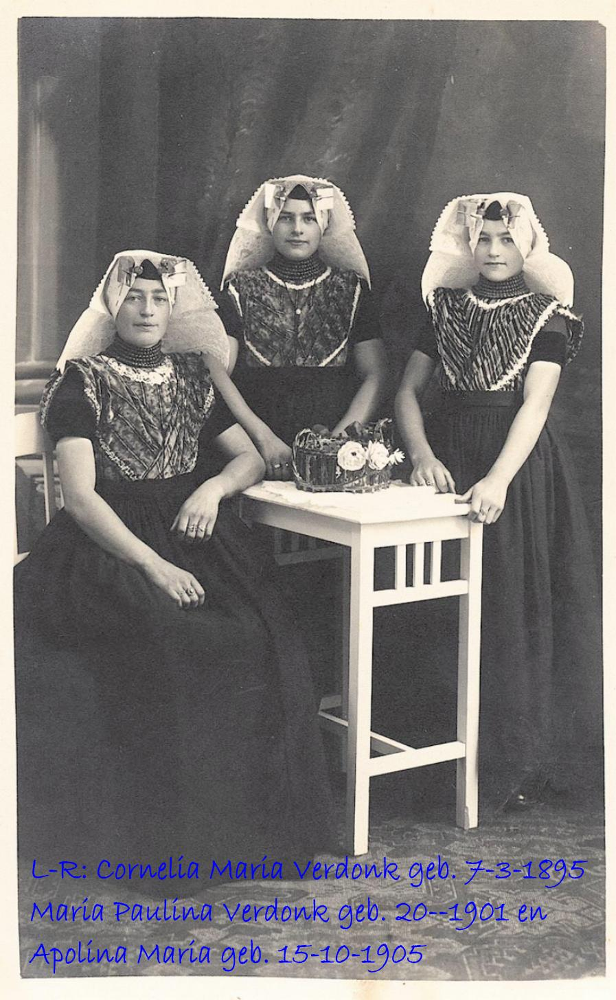 L-R: Cornelia Maria Verdonk geb. 7-3-1895
Maria Paulina Verdonk geb. 20--1901 en
Apolina Maria geb. 15-10-1905